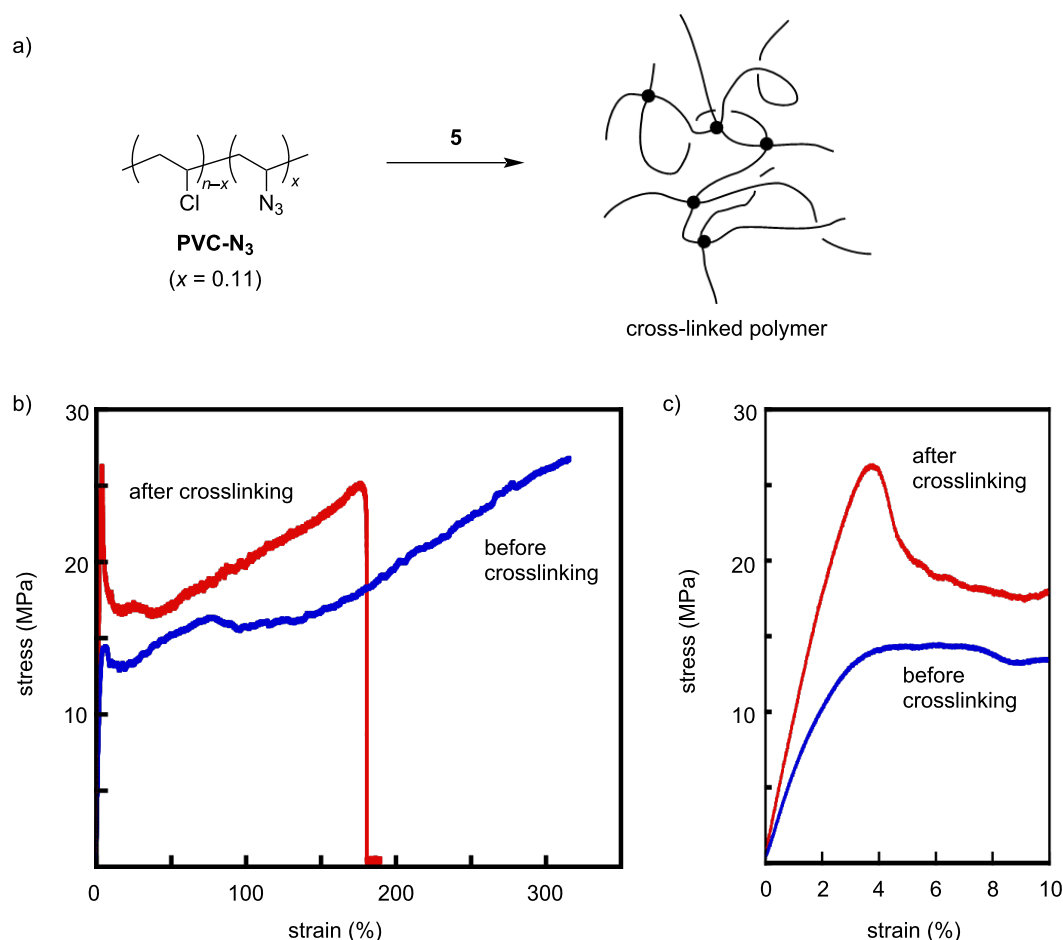 a)
5
n–x
x
Cl
N3
PVC-N3
(x = 0.11)
cross-linked polymer
b)
30
20
10
0
100
200
300
stress (MPa)
strain (%)
after crosslinking
before
crosslinking
c)
30
20
10
0
2
4
6
8
10
stress (MPa)
strain (%)
after
crosslinking
before
crosslinking